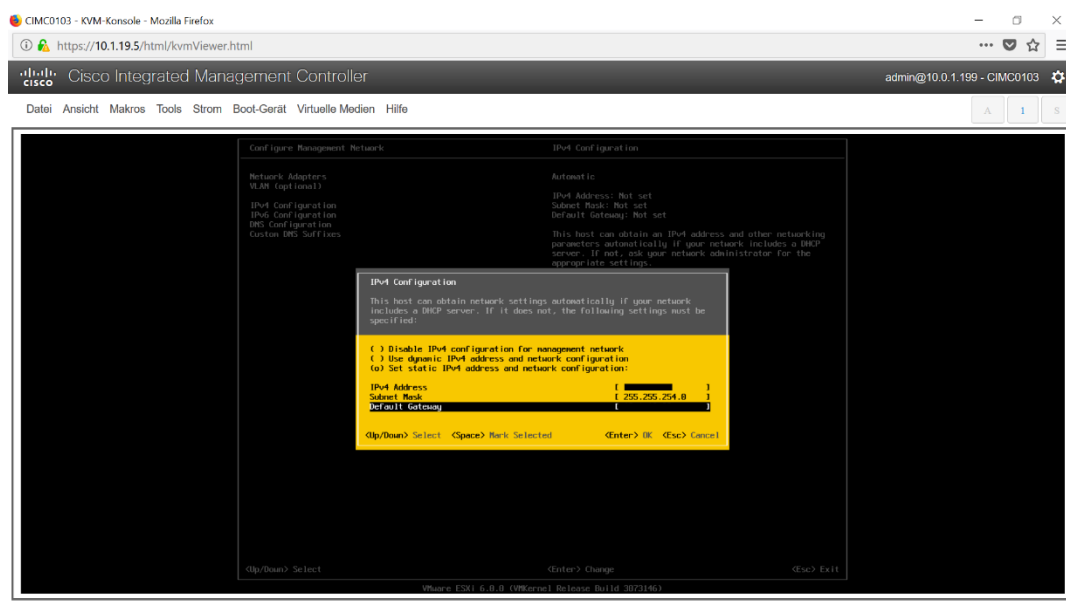 CIMC0103 - KVM-Konsole - Mozilla Firefox
https://10.1.19.5/html/kvmViewer.html
cisco Cisco Integrated Management Controller
admin@10.0.1.199 - CIMC0103
Datei Ansicht Makros Tools Strom Boot-Gerät Virtuelle Medien Hilfe
A 1 S
Configure Management Network
IPv4 Configuration
Network Adapters
VLAN (optional)
IPv4 Configuration
IPv6 Configuration
DNS Configuration
Custom DNS Suffixes
Automatic
IPv4 Address: Not set
Subnet Mask: Not set
Default Gateway: Not set
This host can obtain an IPv4 address and other networking
parameters automatically if your network includes a DHCP
server. If not, ask your network administrator for the
appropriate settings.
IPv4 Configuration
This host can obtain network settings automatically if your network
includes a DHCP server. If it does not, the following settings must be
specified:
( ) Disable IPv4 configuration for management network
( ) Use dynamic IPv4 address and network configuration
(o) Set static IPv4 address and network configuration:
IPv4 Address [ ]
Subnet Mask [ 255.255.254.0 ]
Default Gateway [ ]
<Up/Down> Select <Space> Mark Selected <Enter> OK <Esc> Cancel
<Up/Down> Select <Enter> Change <Esc> Exit
VMware ESXi 6.0.0 (VMKernel Release Build 3073146)